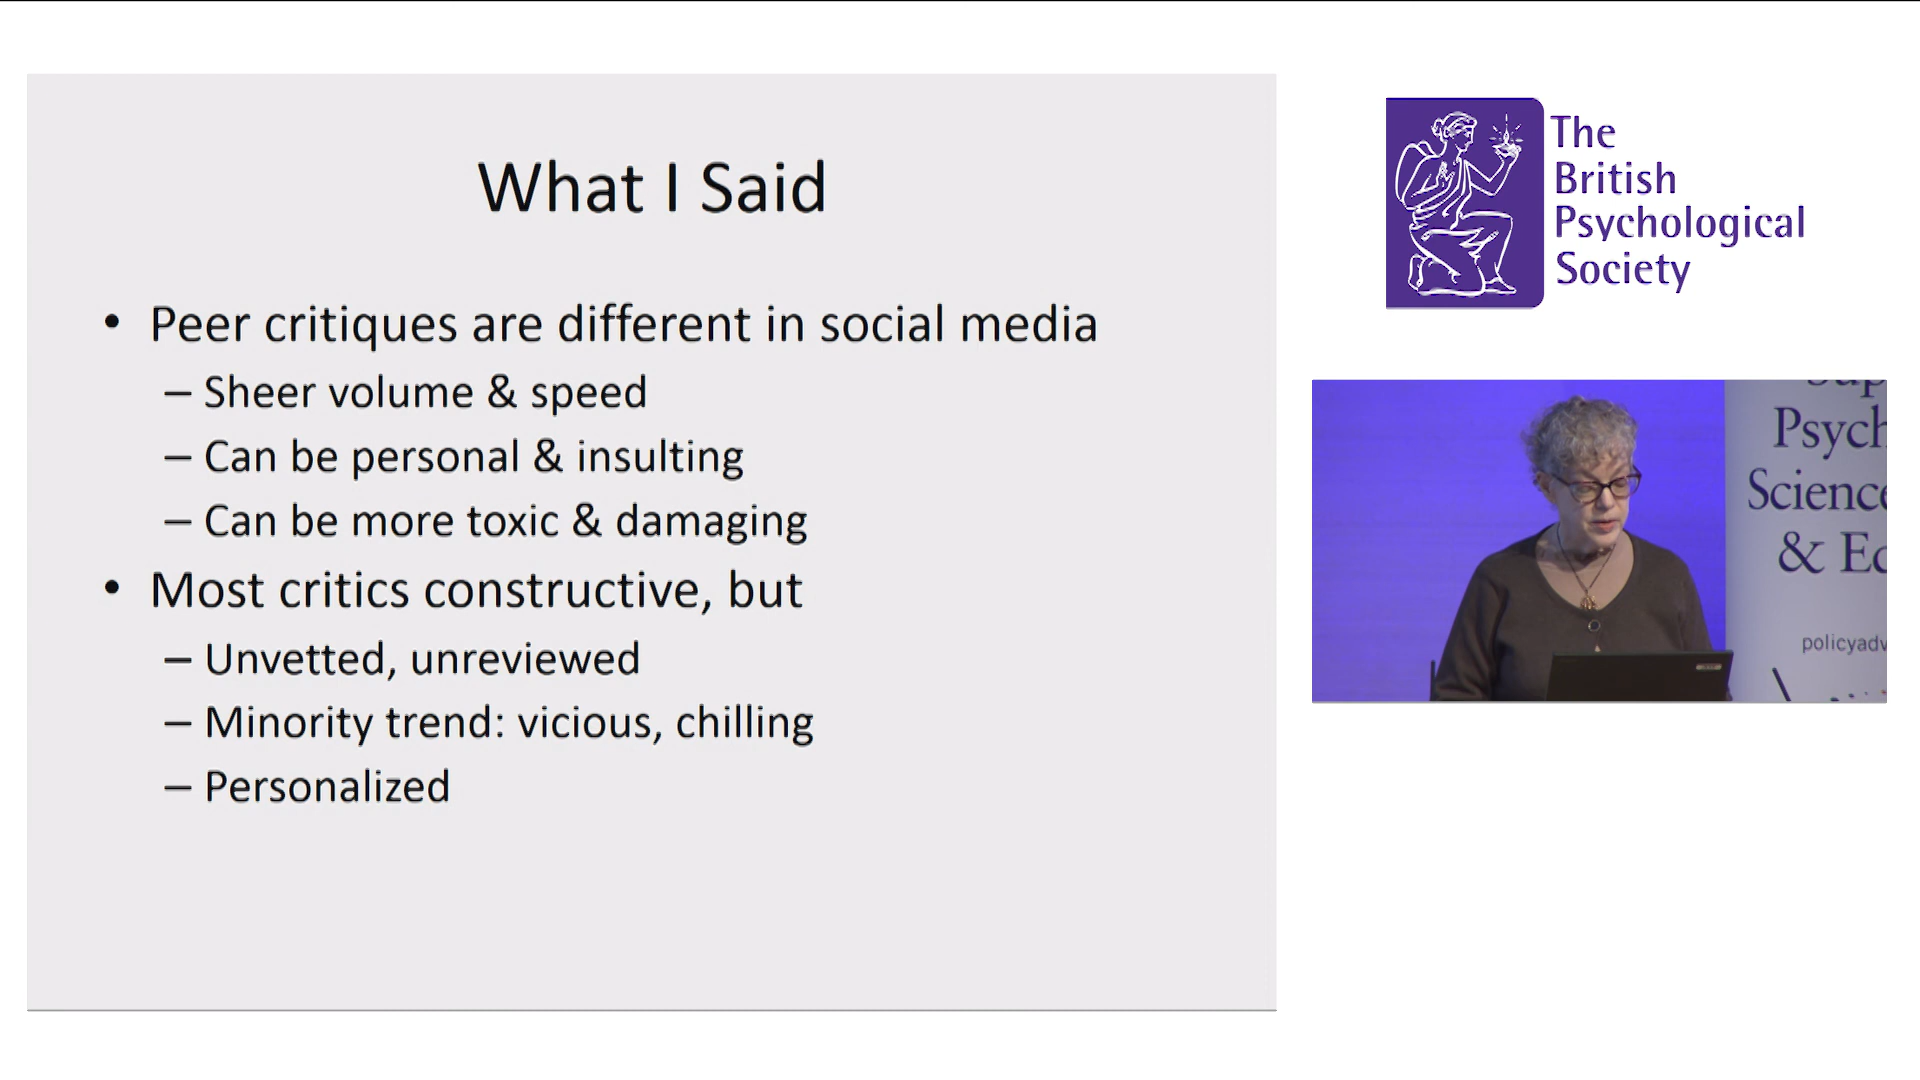 What I Said
• Peer critiques are different in social media
– Sheer volume & speed
– Can be personal & insulting
– Can be more toxic & damaging
• Most critics constructive, but
– Unvetted, unreviewed
– Minority trend: vicious, chilling
– Personalized
The
British
Psychological
Society
Psych
Science
& Ed
policyadv
acer